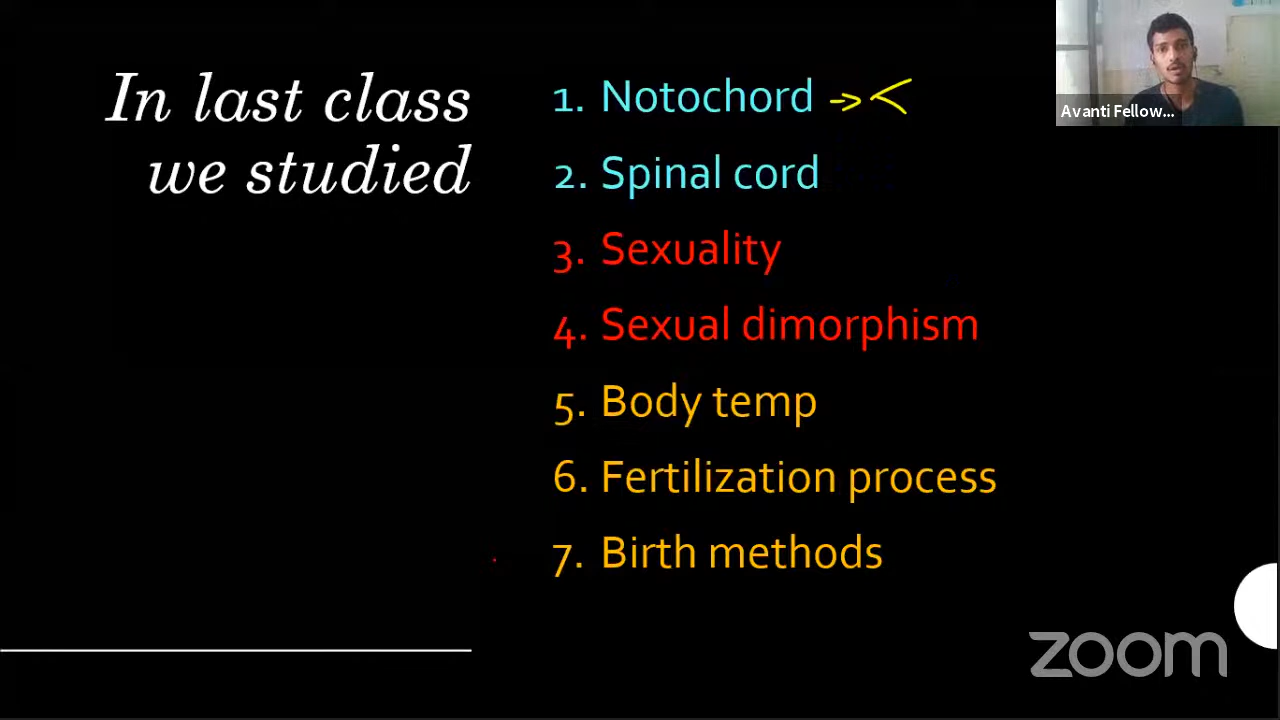 In last class
we studied
1. Notochord
2. Spinal cord
3. Sexuality
4. Sexual dimorphism
5. Body temp
6. Fertilization process
7. Birth methods
Avanti Fellow...
zoom